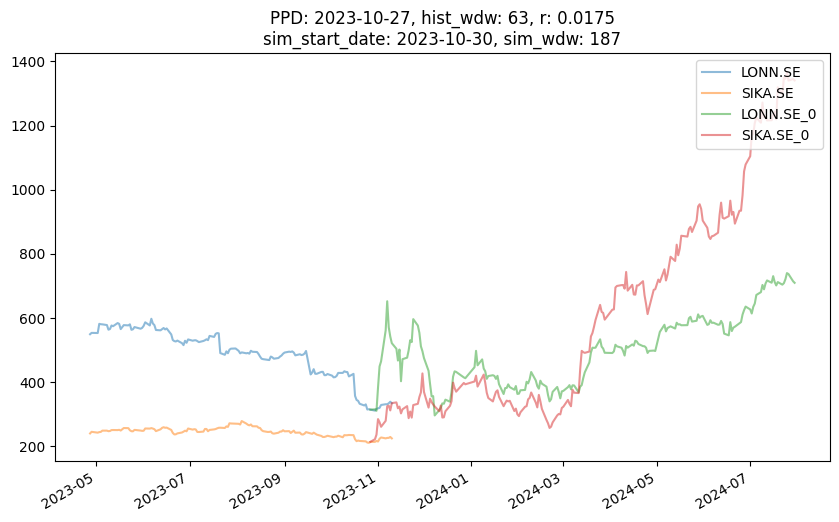 PPD: 2023-10-27, hist_wdw: 63, r: 0.0175
sim_start_date: 2023-10-30, sim_wdw: 187
1400
1200
1000
800
600
400
200
LONN.SE
SIKA.SE
LONN.SE_0
SIKA.SE_0
2023-05
2023-07
2023-09
2023-11
2024-01
2024-03
2024-05
2024-07